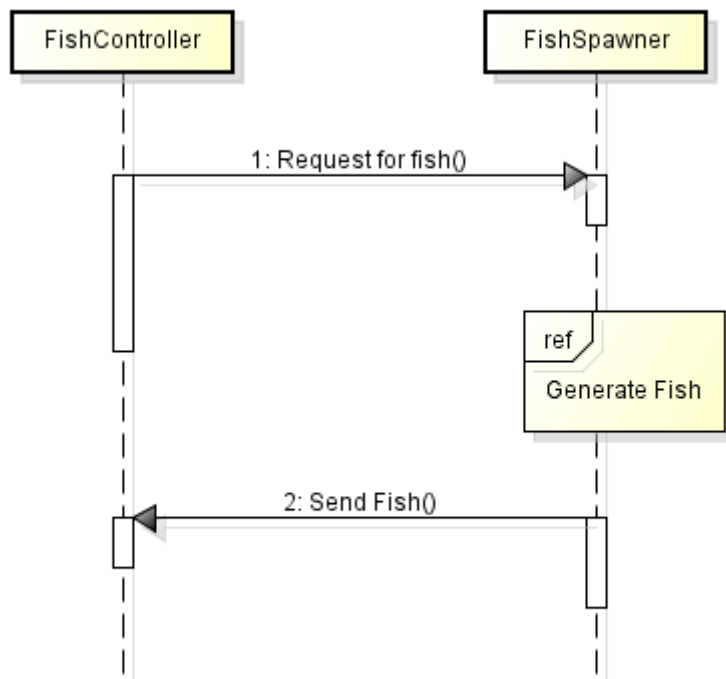 FishController
FishSpawner
1: Request for fish()
ref
Generate Fish
2: Send Fish()